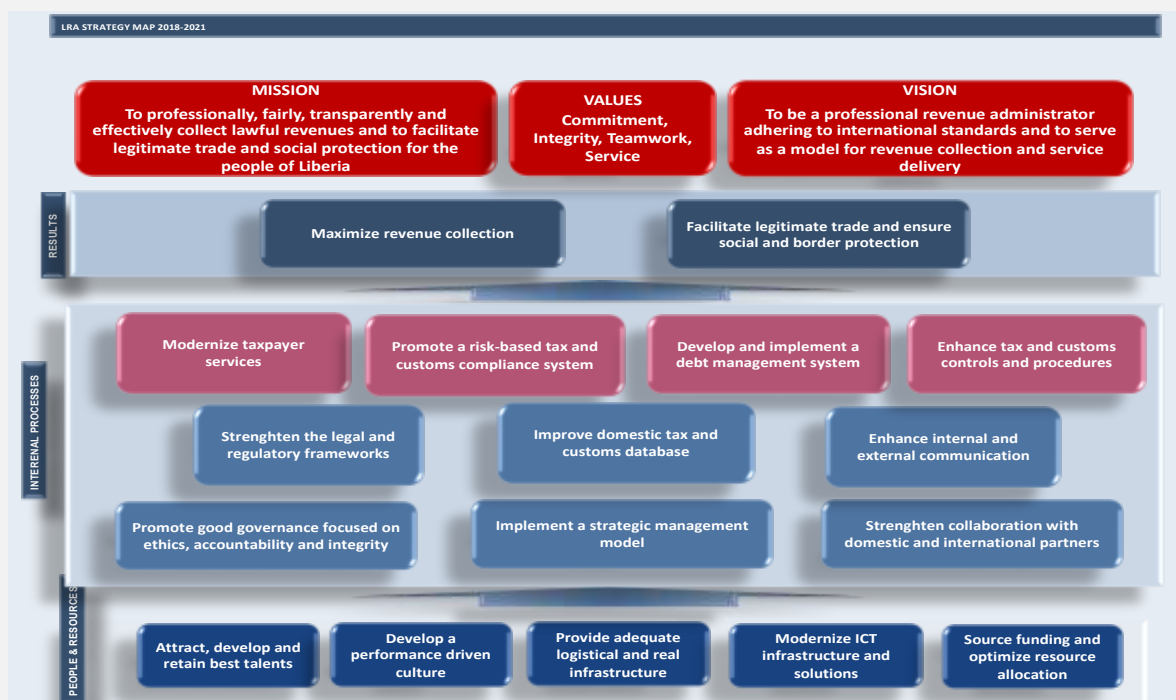 LRA STRATEGY MAP 2018-2021
MISSION
To professionally, fairly, transparently and
effectively collect lawful revenues and to facilitate
legitimate trade and social protection for the
people of Liberia
VALUES
Commitment,
Integrity, Teamwork,
Service
VISION
To be a professional revenue administrator
adhering to international standards and to serve
as a model for revenue collection and service
delivery
RESULTS
Maximize revenue collection
Facilitate legitimate trade and ensure
social and border protection
INTERENAL PROCESSES
Modernize taxpayer
services
Promote a risk-based tax and
customs compliance system
Develop and implement a
debt management system
Enhance tax and customs
controls and procedures
Strenghten the legal and
regulatory frameworks
Improve domestic tax and
customs database
Enhance internal and
external communication
Promote good governance focused on
ethics, accountability and integrity
Implement a strategic management
model
Strenghten collaboration with
domestic and international partners
PEOPLE & RESOURCES
Attract, develop and
retain best talents
Develop a
performance driven
culture
Provide adequate
logistical and real
infrastructure
Modernize ICT
infrastructure and
solutions
Source funding and
optimize resource
allocation